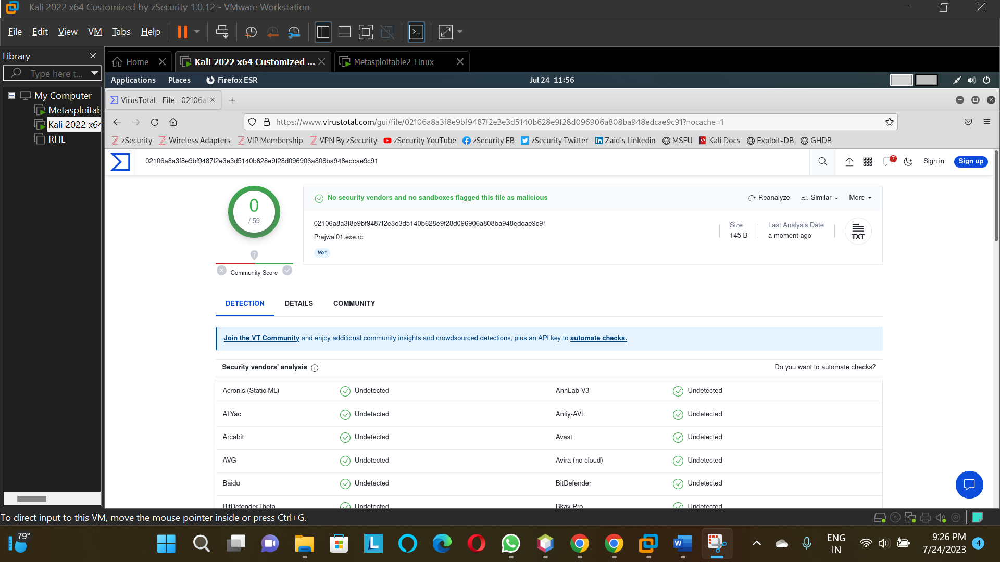 Kali 2022 x64 Customized by zSecurity 1.0.12 - VMware Workstation
File Edit View VM Tabs Help
Library
Type here t...
My Computer
Metasploitab
Kali 2022 x64
RHL
Home
Kali 2022 x64 Customized ...
Metasploitable2-Linux
Applications Places Firefox ESR
Jul 24 11:56
VirusTotal - File - 02106a8
https://www.virustotal.com/gui/file/02106a8a3f8e9bf9487f2e3e3d5140b628e9f28d096906a808ba948edcae9c91?nocache=1
zSecurity Wireless Adapters VIP Membership VPN By zSecurity zSecurity YouTube zSecurity FB zSecurity Twitter Zaid's Linkedin MSFU Kali Docs Exploit-DB GHDB
02106a8a3f8e9bf9487f2e3e3d5140b628e9f28d096906a808ba948edcae9c91
7
Sign in
Sign up
0
/ 59
Community Score
No security vendors and no sandboxes flagged this file as malicious
Reanalyze Similar More
02106a8a3f8e9bf9487f2e3e3d5140b628e9f28d096906a808ba948edcae9c91
Prajwal01.exe.rc
text
Size
145 B
Last Analysis Date
a moment ago
TXT
DETECTION DETAILS COMMUNITY
Join the VT Community and enjoy additional community insights and crowdsourced detections, plus an API key to automate checks.
Security vendors' analysis
Do you want to automate checks?
Acronis (Static ML) Undetected AhnLab-V3 Undetected
ALYac Undetected Antiy-AVL Undetected
Arcabit Undetected Avast Undetected
AVG Undetected Avira (no cloud) Undetected
Baidu Undetected BitDefender Undetected
BitDefenderTheta Undetected Bkav Pro Undetected
To direct input to this VM, move the mouse pointer inside or press Ctrl+G.
79°
ENG
IN
9:26 PM
7/24/2023
4